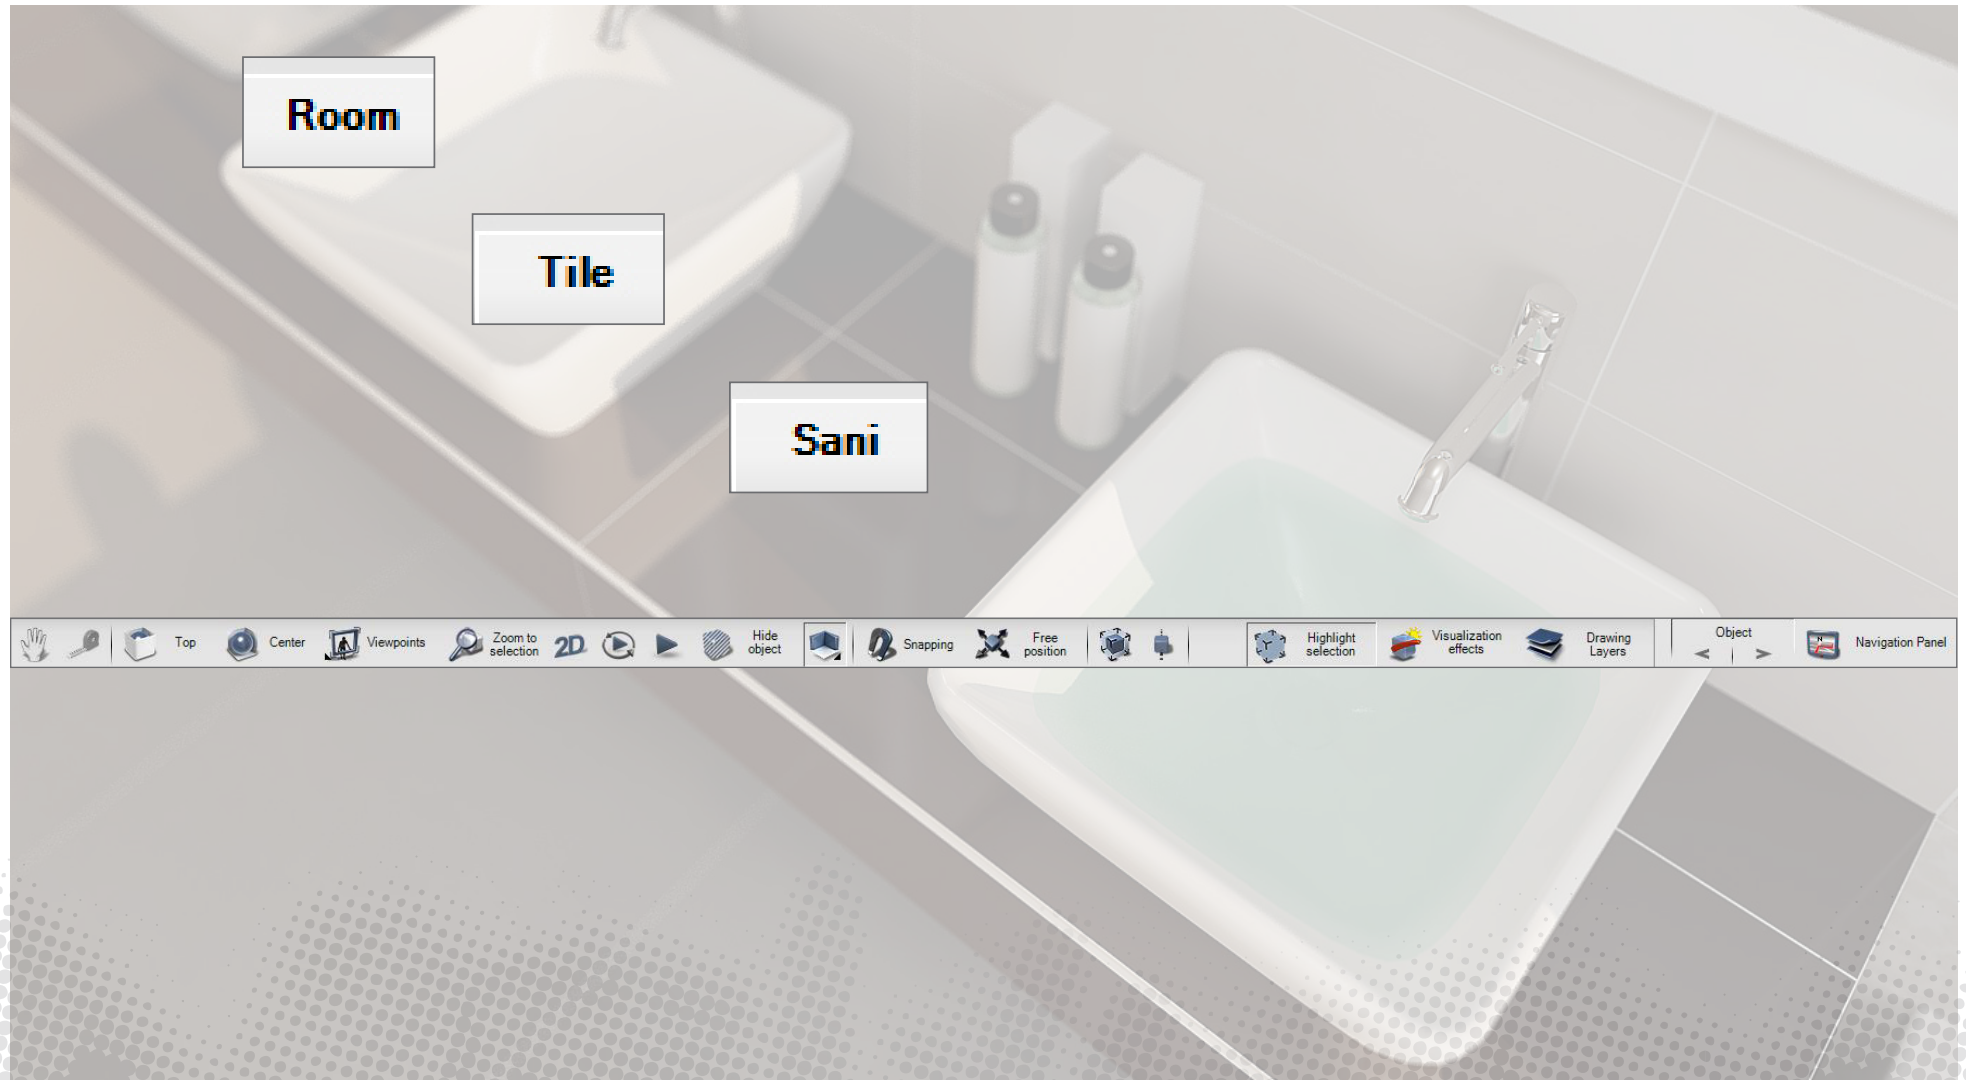 Room
Tile
Sani
Top
Center
Viewpoints
Zoom to
selection
2D
Hide
object
Snapping
Free
position
Highlight
selection
Visualization
effects
Drawing
Layers
Object
< >
Navigation Panel